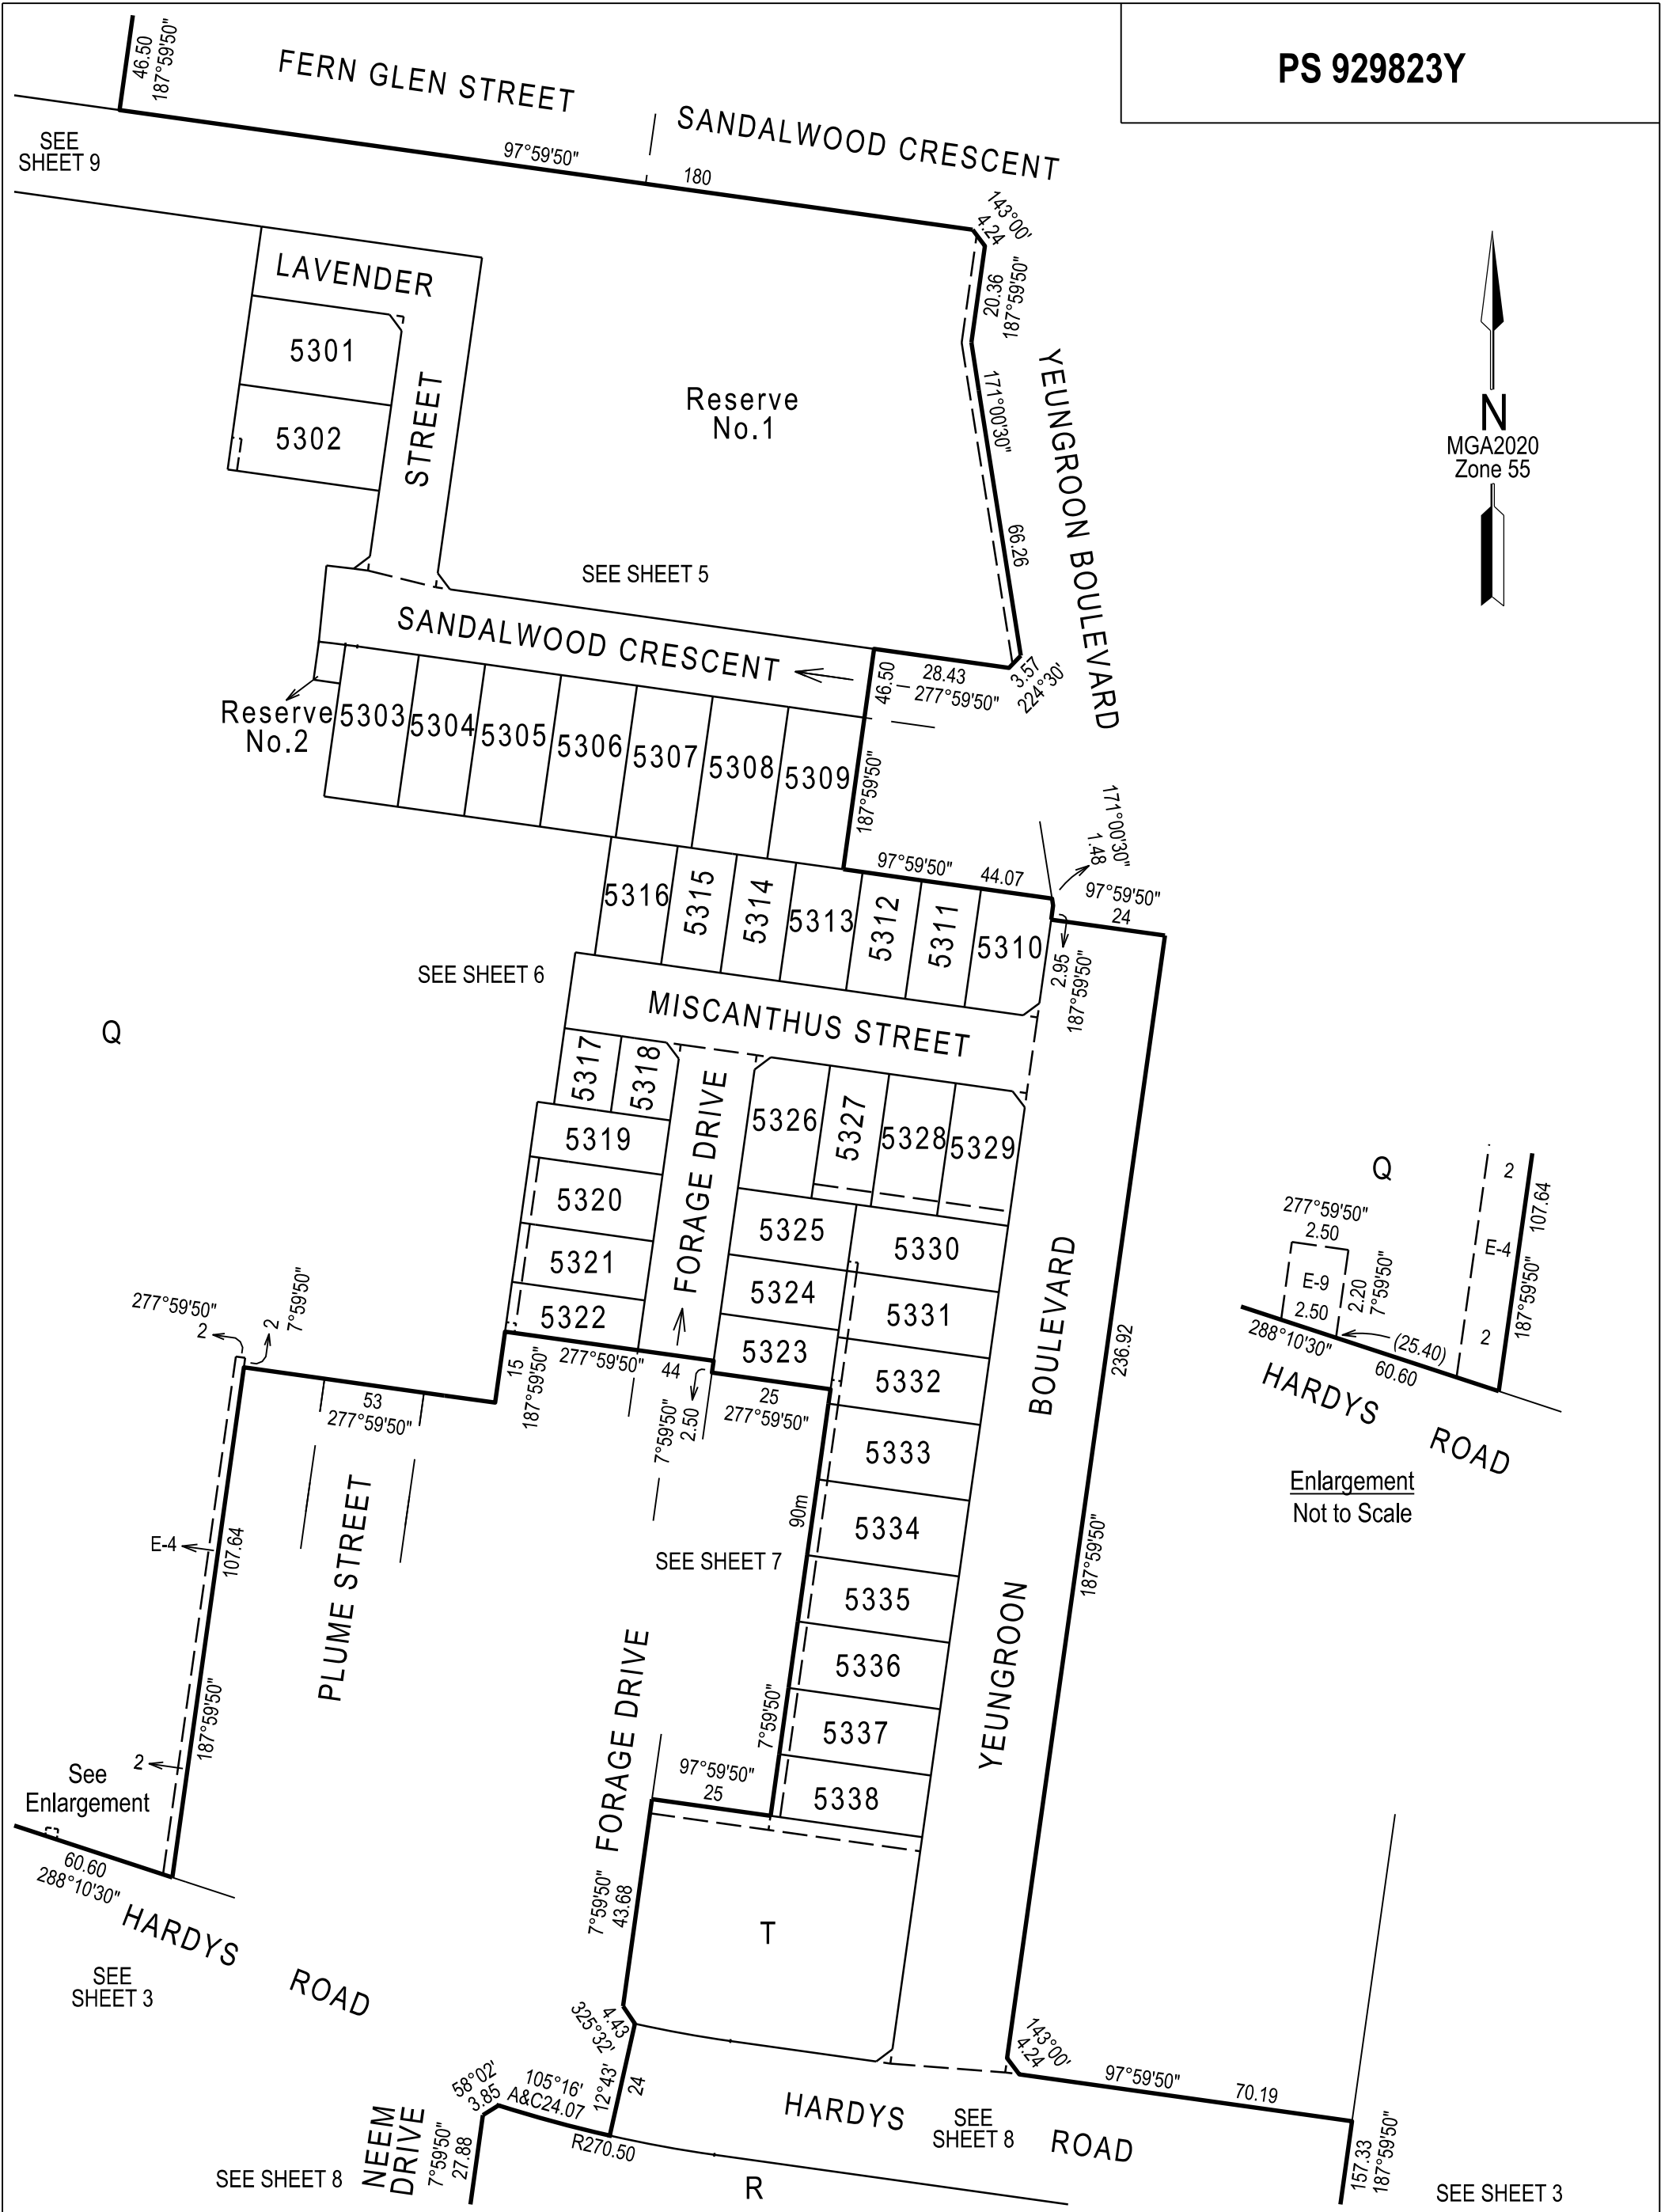 PS 929823Y
46.50
187°59'50"
FERN GLEN STREET
SANDALWOOD CRESCENT
SEE
SHEET 9
97°59'50"
180
143°00'
4.24
20.36
187°59'50"
LAVENDER
STREET
5301
5302
Reserve
No.1
171°00'30"
66.26
YEUNGROON BOULEVARD
N
MGA2020
Zone 55
SEE SHEET 5
SANDALWOOD CRESCENT
46.50
28.43
277°59'50"
3.57
224°30'
Reserve
No.2
5303
5304
5305
5306
5307
5308
5309
187°59'50"
171°00'30"
1.48
97°59'50"
44.07
97°59'50"
24
5316
5315
5314
5313
5312
5311
5310
2.95
187°59'50"
SEE SHEET 6
MISCANTHUS STREET
Q
5317
5318
FORAGE DRIVE
5326
5327
5328
5329
5319
5320
5321
5322
5325
5324
5323
5330
5331
5332
5333
5334
5335
5336
5337
5338
YEUNGROON
BOULEVARD
236.92
187°59'50"
Q
2
107.64
277°59'50"
2.50
E-4
E-9
2.20
7°59'50"
2.50
187°59'50"
2
288°10'30"
(25.40)
60.60
HARDYS
ROAD
Enlargement
Not to Scale
277°59'50"
2
2
7°59'50"
15
187°59'50"
277°59'50"
44
7°59'50"
2.50
25
277°59'50"
53
277°59'50"
E-4
107.64
PLUME STREET
SEE SHEET 7
90m
7°59'50"
187°59'50"
2
See
Enlargement
FORAGE DRIVE
97°59'50"
25
60.60
288°10'30"
7°59'50"
43.68
T
HARDYS
ROAD
SEE
SHEET 3
4.43
325°32'
12°43'
24
58°02'
3.85
105°16'
A&C24.07
R270.50
143°00'
4.24
97°59'50"
70.19
HARDYS
SEE
SHEET 8
ROAD
NEEM
DRIVE
7°59'50"
27.88
SEE SHEET 8
R
157.33
187°59'50"
SEE SHEET 3